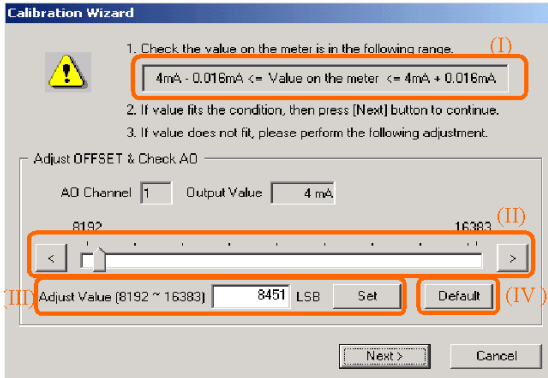 Calibration Wizard
1. Check the value on the meter is in the following range.
(I)
4mA - 0.016mA <= Value on the meter <= 4mA + 0.016mA
2. If value fits the condition, then press [Next] button to continue.
3. If value does not fit, please perform the following adjustment.
Adjust OFFSET & Check AO
AO Channel 1 Output Value 4 mA
8192 16383 (II)
< >
(III) Adjust Value (8192 ~ 16383) 8451 LSB Set Default (IV)
Next > Cancel